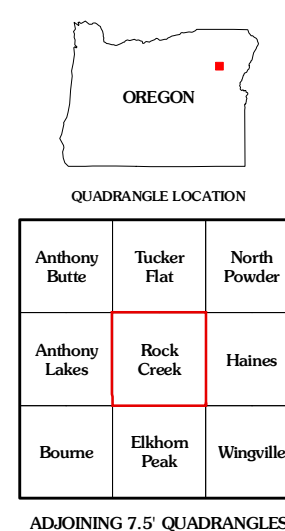 OREGON
QUADRANGLE LOCATION
Anthony Tucker North
Butte Flat Powder
Anthony Rock Haines
Lakes Creek
Bourne Elkhorn Wingville
Peak
ADJOINING 7.5' QUADRANGLES